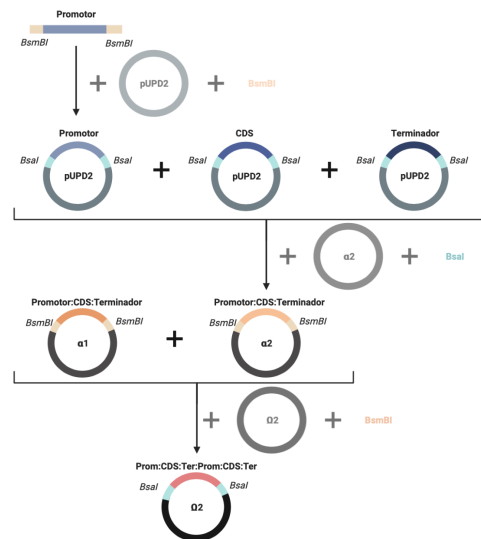 Promotor
BsmBI BsmBI
pUPD2 BsmBI
Promotor CDS Terminador
BsaI BsaI BsaI BsaI BsaI BsaI
pUPD2 pUPD2 pUPD2
α2 BsaI
Promotor:CDS:Terminador Promotor:CDS:Terminador
BsmBI BsmBI BsmBI BsmBI
α1 α2
Ω2 BsmBI
Prom:CDS:Ter:Prom:CDS:Ter
BsaI BsaI
Ω2